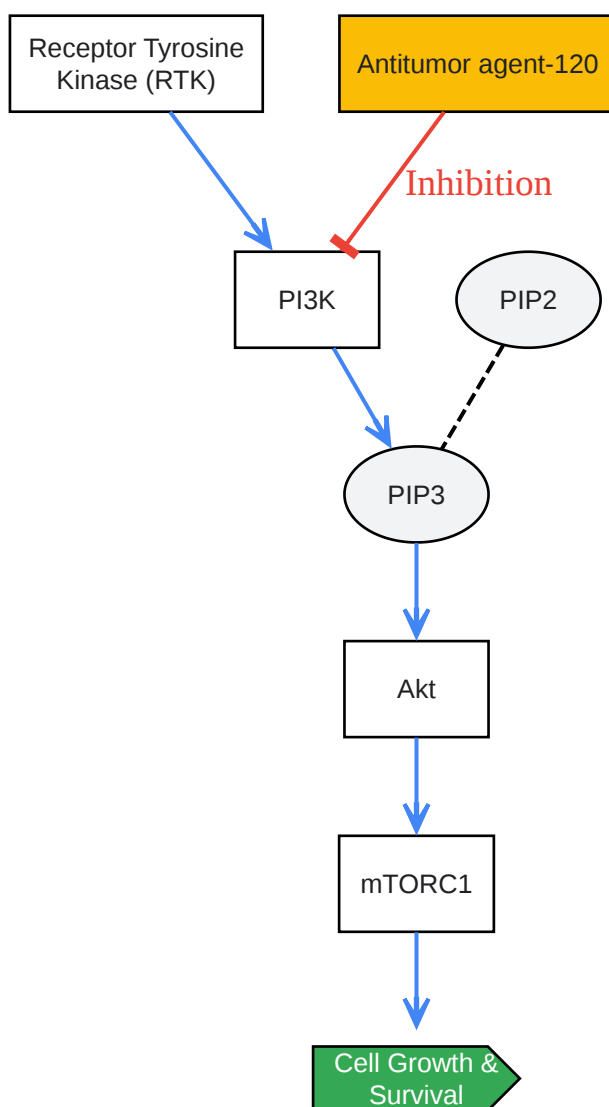 Receptor Tyrosine
Kinase (RTK)
Antitumor agent-120
Inhibition
PI3K
PIP2
PIP3
Akt
mTORC1
Cell Growth &
Survival